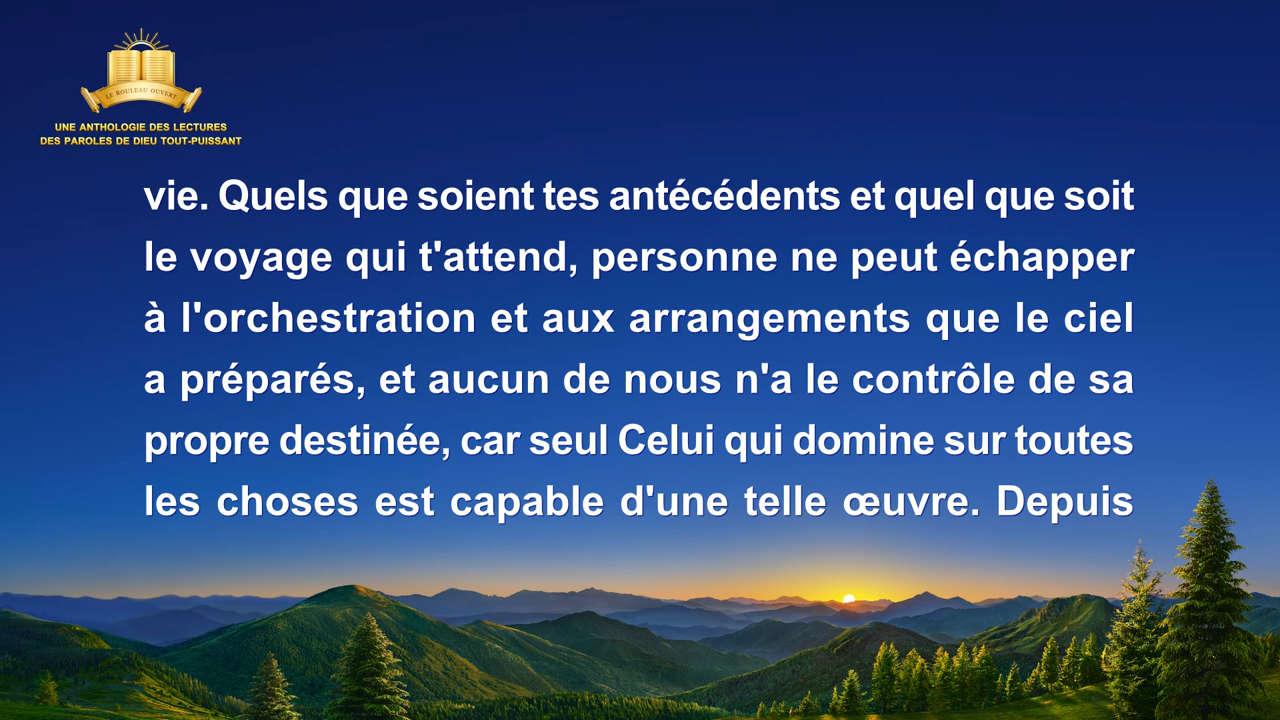 LE ROULEAU OUVERT
UNE ANTHOLOGIE DES LECTURES
DES PAROLES DE DIEU TOUT-PUISSANT
vie. Quels que soient tes antécédents et quel que soit
le voyage qui t'attend, personne ne peut échapper
à l'orchestration et aux arrangements que le ciel
a préparés, et aucun de nous n'a le contrôle de sa
propre destinée, car seul Celui qui domine sur toutes
les choses est capable d'une telle œuvre. Depuis